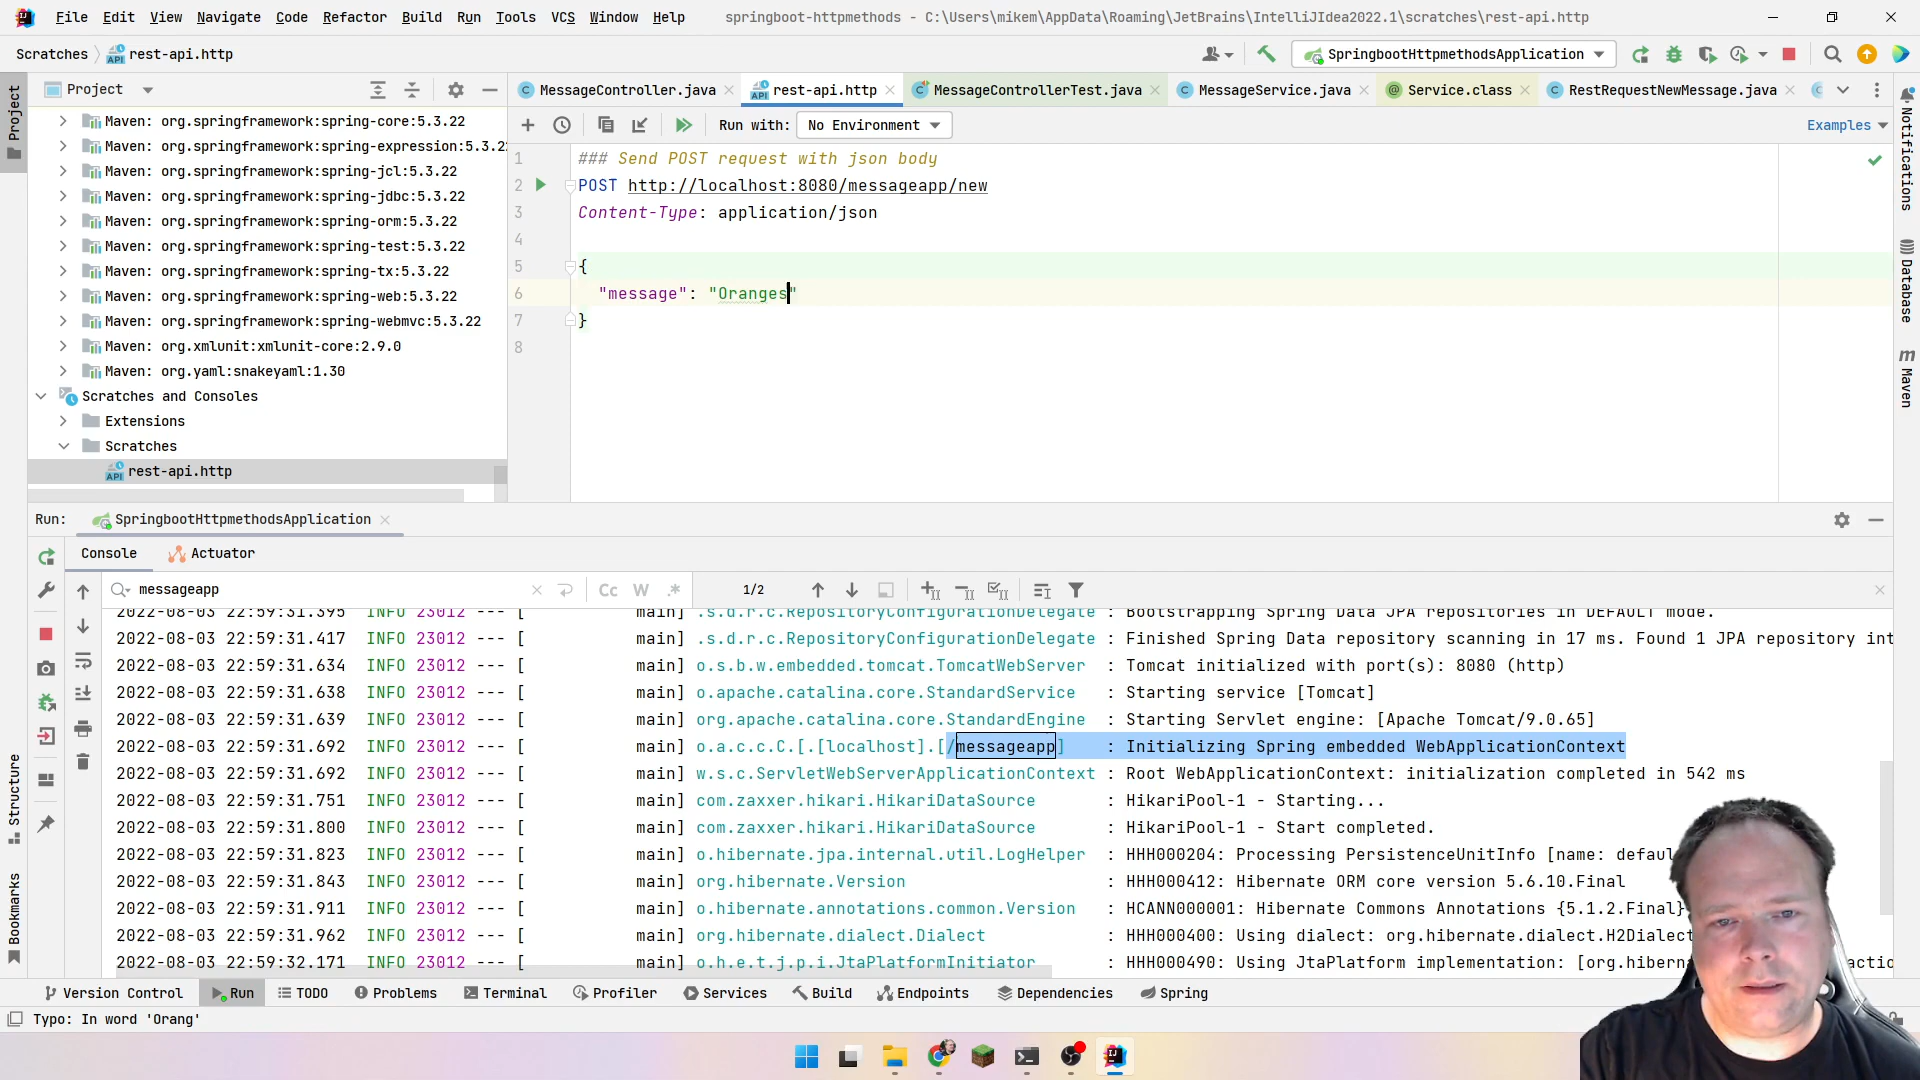 File Edit View Navigate Code Refactor Build Run Tools VCS Window Help springboot-httpmethods - C:\Users\mikem\AppData\Roaming\JetBrains\IntelliJIdea2022.1\scratches\rest-api.http
Scratches rest-api.http SpringbootHttpmethodsApplication
Project
MessageController.java rest-api.http MessageControllerTest.java MessageService.java Service.class RestRequestNewMessage.java
Run with: No Environment Examples
Maven: org.springframework:spring-core:5.3.22
Maven: org.springframework:spring-expression:5.3.22
Maven: org.springframework:spring-jcl:5.3.22
Maven: org.springframework:spring-jdbc:5.3.22
Maven: org.springframework:spring-orm:5.3.22
Maven: org.springframework:spring-test:5.3.22
Maven: org.springframework:spring-tx:5.3.22
Maven: org.springframework:spring-web:5.3.22
Maven: org.springframework:spring-webmvc:5.3.22
Maven: org.xmlunit:xmlunit-core:2.9.0
Maven: org.yaml:snakeyaml:1.30
Scratches and Consoles
Extensions
Scratches
rest-api.http
1 ### Send POST request with json body
2 POST http://localhost:8080/messageapp/new
3 Content-Type: application/json
4
5 {
6 "message": "Oranges"
7 }
8
Project
Structure
Bookmarks
Notifications
Database
Maven
Run: SpringbootHttpmethodsApplication
Console Actuator
messageapp Cc W .* 1/2
2022-08-03 22:59:31.395 INFO 23012 --- [ main] .s.d.r.c.RepositoryConfigurationDelegate : Bootstrapping Spring Data JPA repositories in DEFAULT mode.
2022-08-03 22:59:31.417 INFO 23012 --- [ main] .s.d.r.c.RepositoryConfigurationDelegate : Finished Spring Data repository scanning in 17 ms. Found 1 JPA repository int
2022-08-03 22:59:31.634 INFO 23012 --- [ main] o.s.b.w.embedded.tomcat.TomcatWebServer : Tomcat initialized with port(s): 8080 (http)
2022-08-03 22:59:31.638 INFO 23012 --- [ main] o.apache.catalina.core.StandardService : Starting service [Tomcat]
2022-08-03 22:59:31.639 INFO 23012 --- [ main] org.apache.catalina.core.StandardEngine : Starting Servlet engine: [Apache Tomcat/9.0.65]
2022-08-03 22:59:31.692 INFO 23012 --- [ main] o.a.c.c.C.[.[localhost].[/messageapp] : Initializing Spring embedded WebApplicationContext
2022-08-03 22:59:31.692 INFO 23012 --- [ main] w.s.c.ServletWebServerApplicationContext : Root WebApplicationContext: initialization completed in 542 ms
2022-08-03 22:59:31.751 INFO 23012 --- [ main] com.zaxxer.hikari.HikariDataSource : HikariPool-1 - Starting...
2022-08-03 22:59:31.800 INFO 23012 --- [ main] com.zaxxer.hikari.HikariDataSource : HikariPool-1 - Start completed.
2022-08-03 22:59:31.823 INFO 23012 --- [ main] o.hibernate.jpa.internal.util.LogHelper : HHH000204: Processing PersistenceUnitInfo [name: defaul
2022-08-03 22:59:31.843 INFO 23012 --- [ main] org.hibernate.Version : HHH000412: Hibernate ORM core version 5.6.10.Final
2022-08-03 22:59:31.911 INFO 23012 --- [ main] o.hibernate.annotations.common.Version : HCANN000001: Hibernate Commons Annotations {5.1.2.Final}
2022-08-03 22:59:31.962 INFO 23012 --- [ main] org.hibernate.dialect.Dialect : HHH000400: Using dialect: org.hibernate.dialect.H2Dialect
2022-08-03 22:59:32.171 INFO 23012 --- [ main] o.h.e.t.j.p.i.JtaPlatformInitiator : HHH000490: Using JtaPlatform implementation: [org.hiberna actio
Version Control Run TODO Problems Terminal Profiler Services Build Endpoints Dependencies Spring
Typo: In word 'Orang'